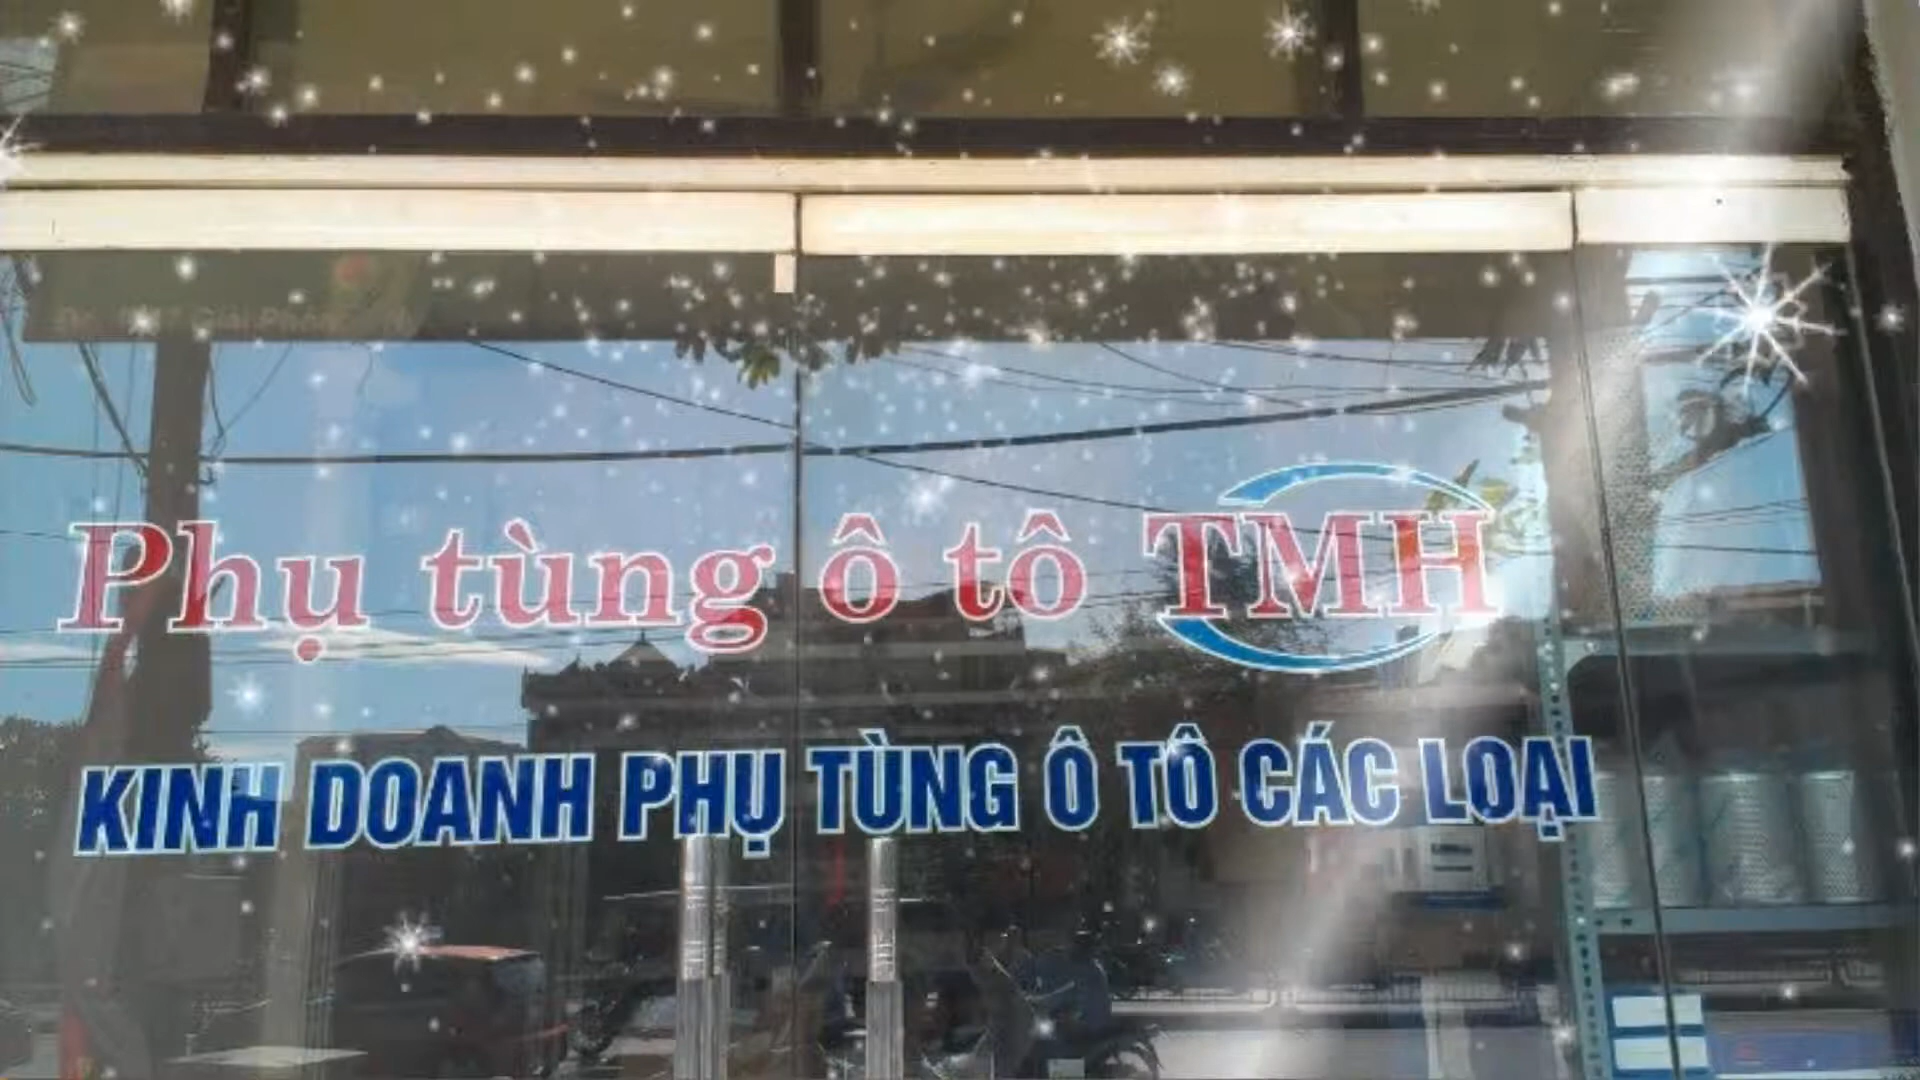 Phụ tùng ô tô TMH
KINH DOANH PHỤ TÙNG Ô TÔ CÁC LOẠI